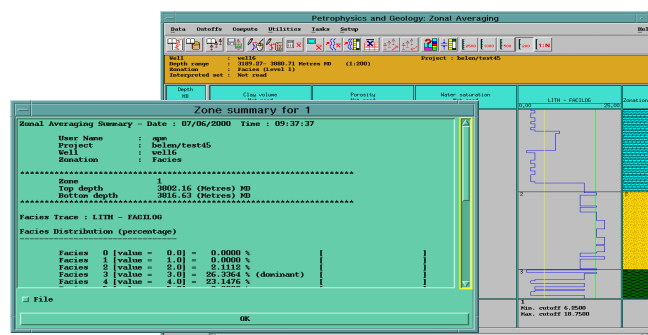 Petrophysics and Geology: Zonal Averaging
Data Cutoffs Compute Utilities Tasks Setup Hel
1:N
Well : well6 Project : belen/test45
Depth range : 3189.27- 3880.71 Metres MD (1:200)
Zonation : Facies (Level 1)
Interpreted set : Not read
Depth
MD
Clay volume
Porosity
Water saturation
LITH - FACILOG
Zonation
0.00 25.00
Zone summary for 1
Zonal Averaging Summary - Date : 07/06/2000 Time : 09:37:37
User Name : apm
Project : belen/test45
Well : well6
Zonation : Facies
Zone 1
Top depth : 3802.16 (Metres) MD
Bottom depth : 3816.63 (Metres) MD
Facies Trace : LITH - FACILOG
Facies Distribution (percentage)
Facies 0 [value = 0.0] = 0.0000 % [ ]
Facies 1 [value = 1.0] = 0.0000 % [ ]
Facies 2 [value = 2.0] = 2.1112 % [ ]
Facies 3 [value = 3.0] = 26.3364 % (dominant) [ ]
Facies 4 [value = 4.0] = 23.1476 % [ ]
File
OK
2
3
1
Min. cutoff 6.2500
Max. cutoff 10.7500